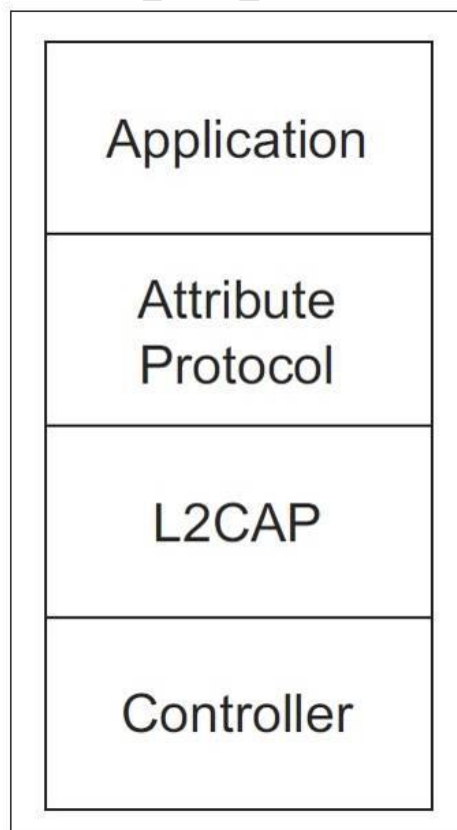 Application
Attribute
Protocol
L2CAP
Controller